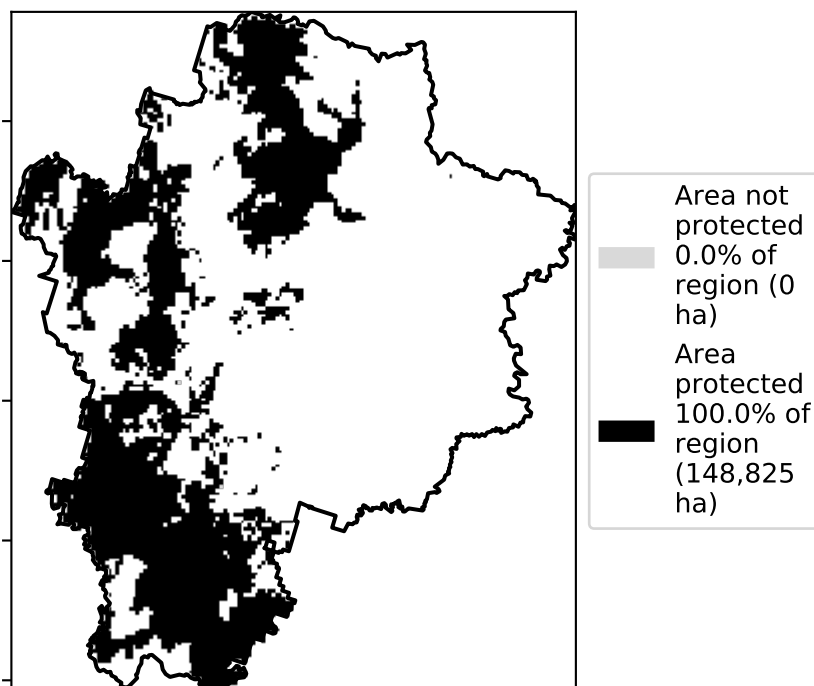 Area not
protected
0.0% of
region (0
ha)
Area
protected
100.0% of
region
(148,825
ha)